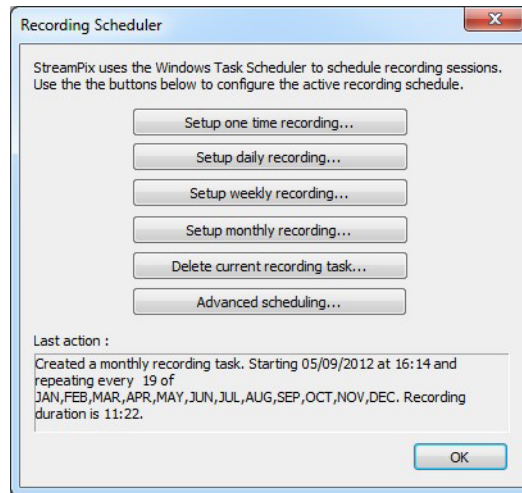 Recording Scheduler
X
StreamPix uses the Windows Task Scheduler to schedule recording sessions.
Use the the buttons below to configure the active recording schedule.
Setup one time recording...
Setup daily recording...
Setup weekly recording...
Setup monthly recording...
Delete current recording task...
Advanced scheduling...
Last action :
Created a monthly recording task. Starting 05/09/2012 at 16:14 and
repeating every 19 of
JAN,FEB,MAR,APR,MAY,JUN,JUL,AUG,SEP,OCT,NOV,DEC. Recording
duration is 11:22.
OK